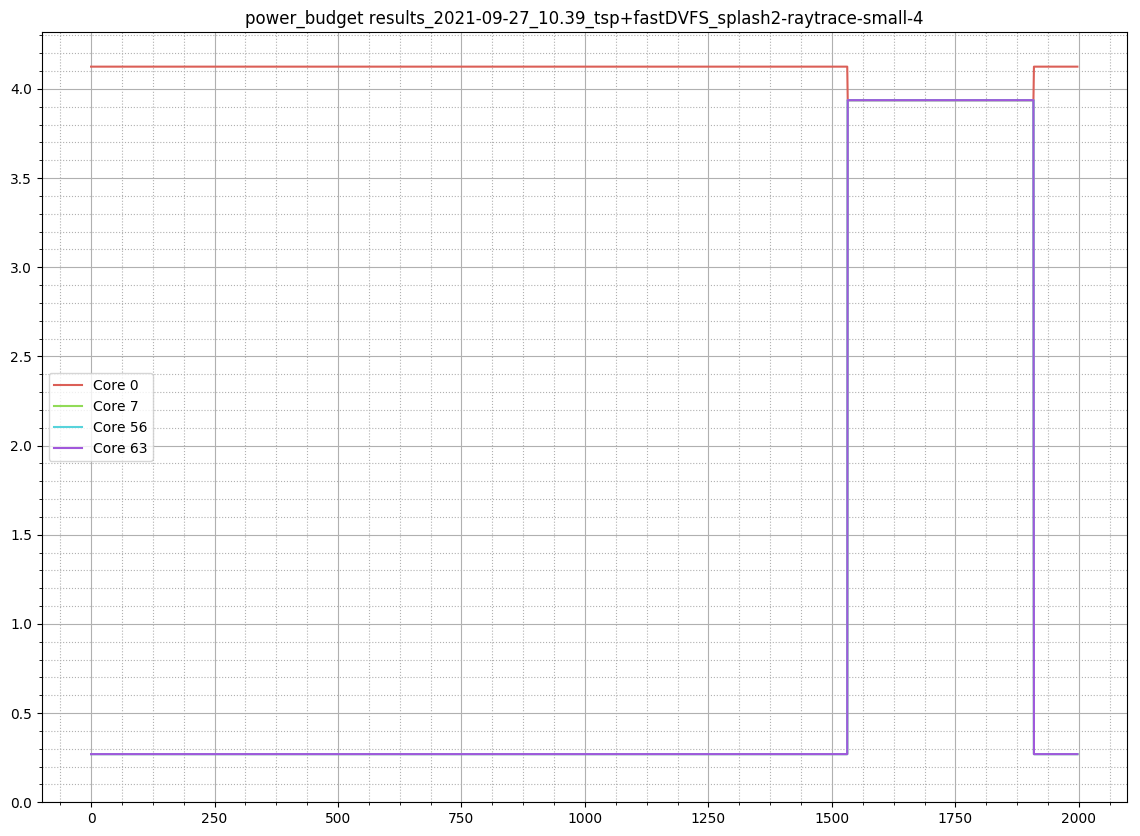 power_budget results_2021-09-27_10.39_tsp+fastDVFS_splash2-raytrace-small-4
4.0
3.5
3.0
2.5
Core 0
Core 7
Core 56
Core 63
2.0
1.5
1.0
0.5
0.0
0 250 500 750 1000 1250 1500 1750 2000